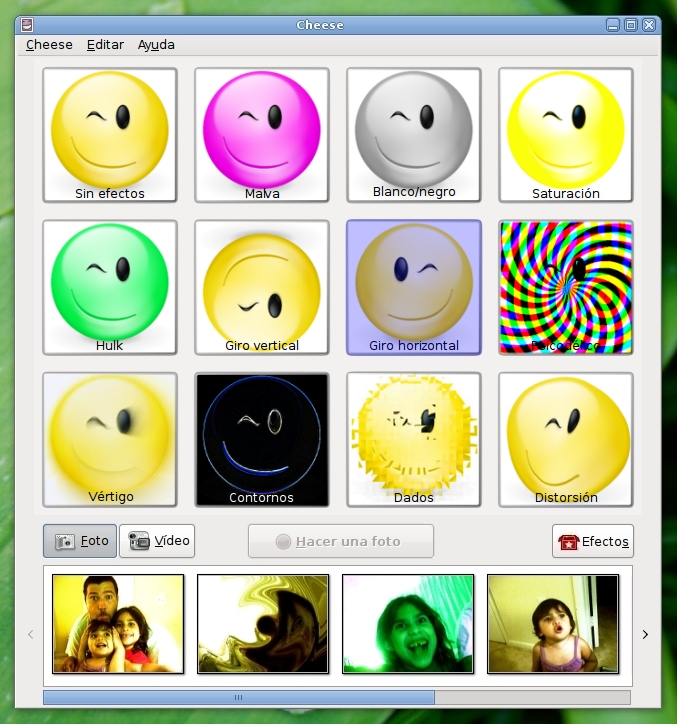 Cheese
Cheese Editar Ayuda
Sin efectos Malva Blanco/negro Saturación
Hulk Giro vertical Giro horizontal Psicodélico
Vértigo Contornos Dados Distorsión
Foto Vídeo Hacer una foto Efectos